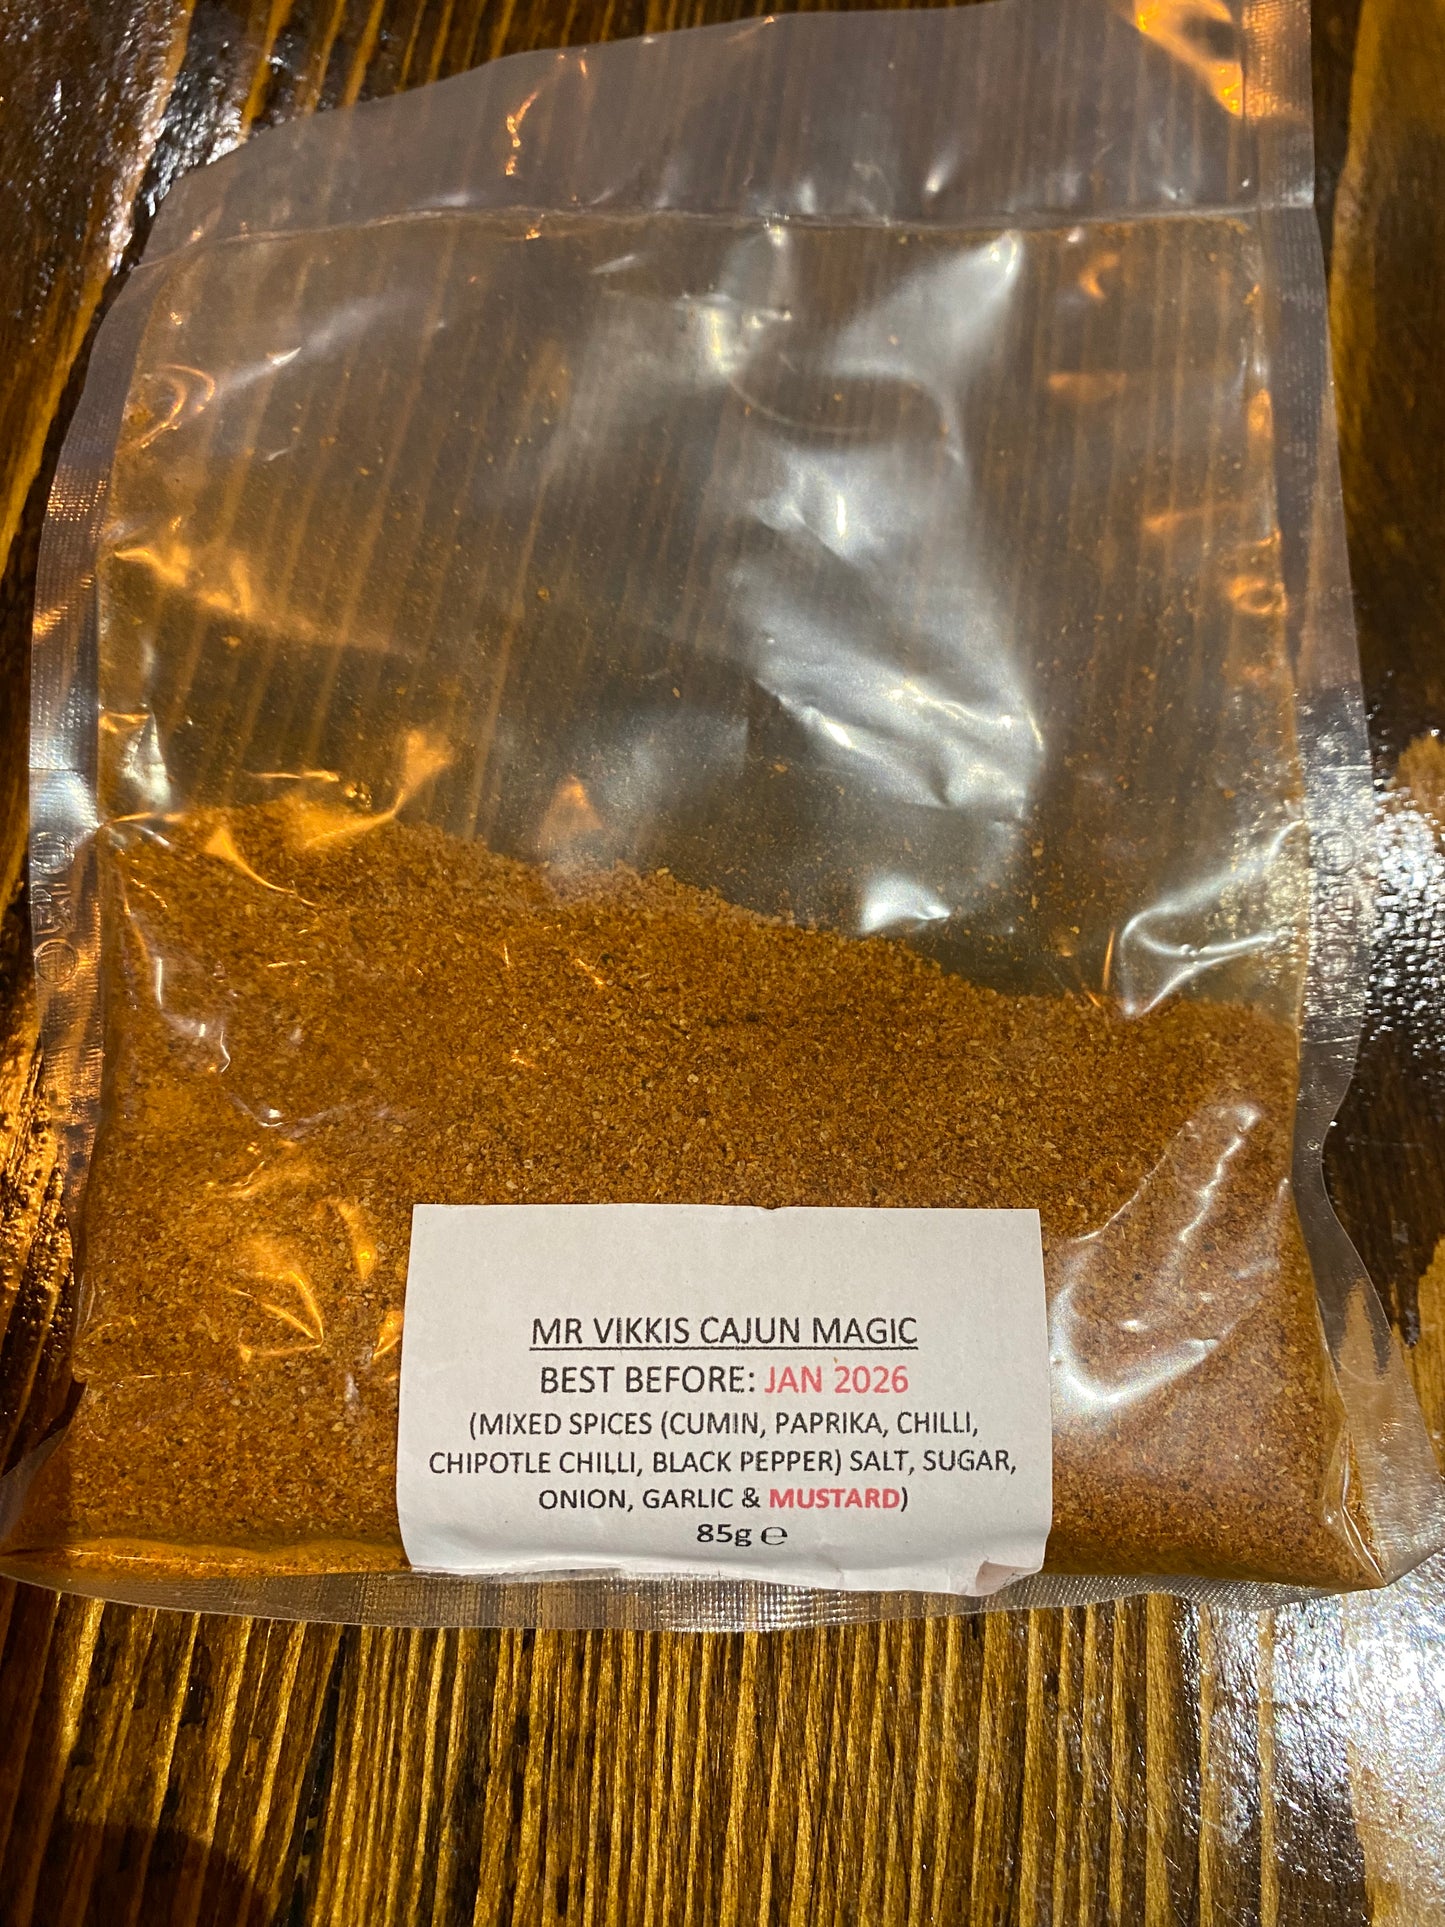 MR VIKKIS CAJUN MAGIC
BEST BEFORE: JAN 2026
(MIXED SPICES (CUMIN, PAPRIKA, CHILLI,
CHIPOTLE CHILLI, BLACK PEPPER) SALT, SUGAR,
ONION, GARLIC & MUSTARD)
85g ℮